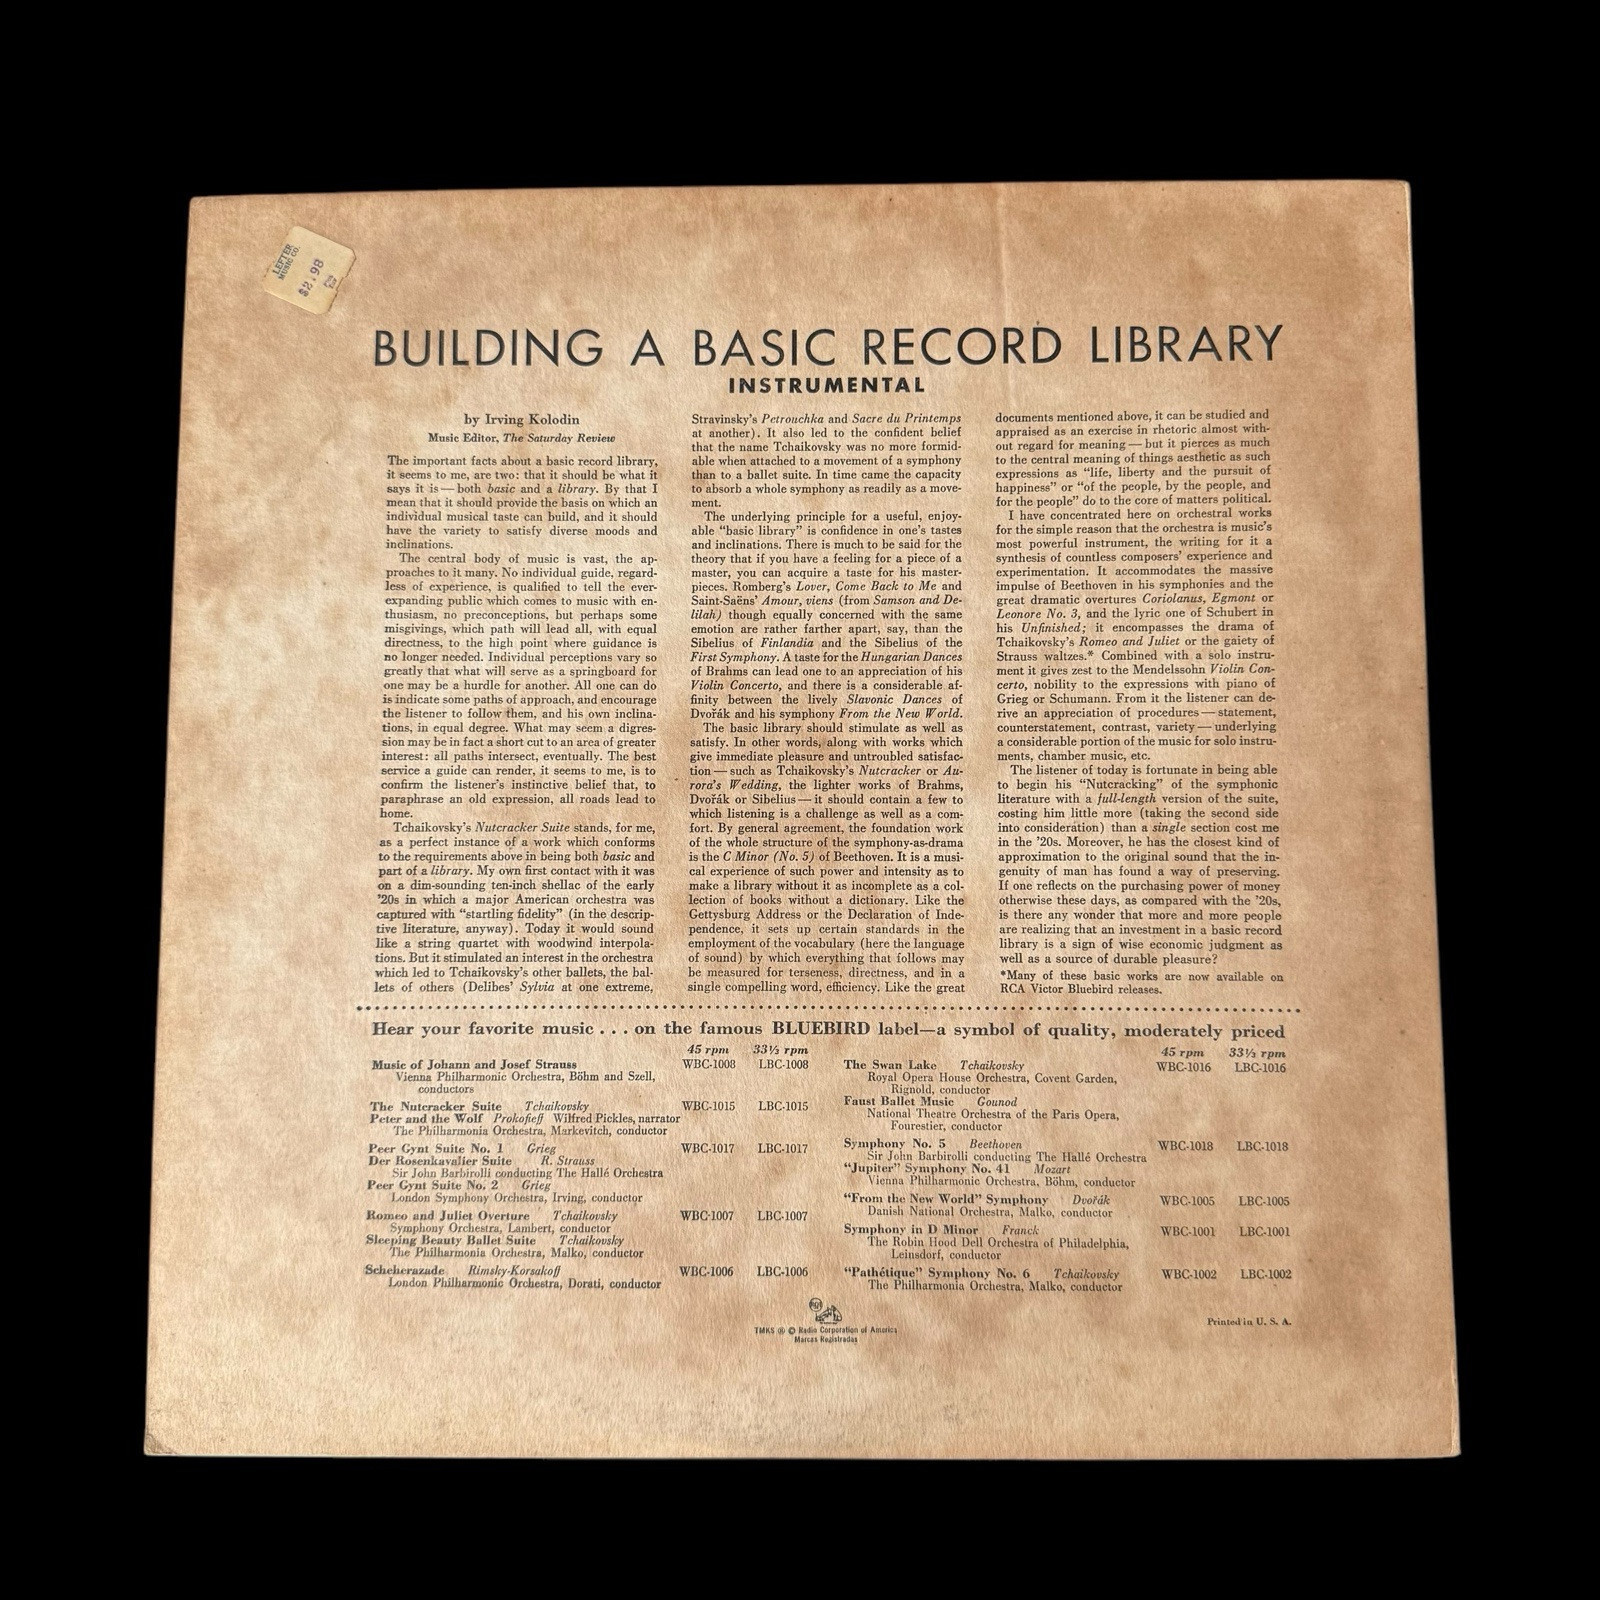 LEFTER
MUSIC CO.
$2.98
BUILDING A BASIC RECORD LIBRARY
INSTRUMENTAL
by Irving Kolodin
Music Editor, The Saturday Review
The important facts about a basic record library,
it seems to me, are two: that it should be what it
says it is — both basic and a library. By that I
mean that it should provide the basis on which an
individual musical taste can build, and it should
have the variety to satisfy diverse moods and
inclinations.
The central body of music is vast, the ap-
proaches to it many. No individual guide, regard-
less of experience, is qualified to tell the ever-
expanding public which comes to music with en-
thusiasm, no preconceptions, but perhaps some
misgivings, which path will lead all, with equal
directness, to the high point where guidance is
no longer needed. Individual perceptions vary so
greatly that what will serve as a springboard for
one may be a hurdle for another. All one can do
is indicate some paths of approach, and encourage
the listener to follow them, and his own inclina-
tions, in equal degree. What may seem a digres-
sion may be in fact a short cut to an area of greater
interest: all paths intersect, eventually. The best
service a guide can render, it seems to me, is to
confirm the listener's instinctive belief that, to
paraphrase an old expression, all roads lead to
home.
Tchaikovsky's Nutcracker Suite stands, for me,
as a perfect instance of a work which conforms
to the requirements above in being both basic and
part of a library. My own first contact with it was
on a dim-sounding ten-inch shellac of the early
'20s in which a major American orchestra was
captured with "startling fidelity" (in the descrip-
tive literature, anyway). Today it would sound
like a string quartet with woodwind interpola-
tions. But it stimulated an interest in the orchestra
which led to Tchaikovsky's other ballets, the bal-
lets of others (Delibes' Sylvia at one extreme,
Stravinsky's Petrouchka and Sacre du Printemps
at another). It also led to the confident belief
that the name Tchaikovsky was no more formid-
able when attached to a movement of a symphony
than to a ballet suite. In time came the capacity
to absorb a whole symphony as readily as a move-
ment.
The underlying principle for a useful, enjoy-
able "basic library" is confidence in one's tastes
and inclinations. There is much to be said for the
theory that if you have a feeling for a piece of a
master, you can acquire a taste for his master-
pieces. Romberg's Lover, Come Back to Me and
Saint-Saëns' Amour, viens (from Samson and De-
lilah) though equally concerned with the same
emotion are rather farther apart, say, than the
Sibelius of Finlandia and the Sibelius of the
First Symphony. A taste for the Hungarian Dances
of Brahms can lead one to an appreciation of his
Violin Concerto, and there is a considerable af-
finity between the lively Slavonic Dances of
Dvořák and his symphony From the New World.
The basic library should stimulate as well as
satisfy. In other words, along with works which
give immediate pleasure and untroubled satisfac-
tion — such as Tchaikovsky's Nutcracker or Au-
rora's Wedding, the lighter works of Brahms,
Dvořák or Sibelius — it should contain a few to
which listening is a challenge as well as a com-
fort. By general agreement, the foundation work
of the whole structure of the symphony-as-drama
is the C Minor (No. 5) of Beethoven. It is a musi-
cal experience of such power and intensity as to
make a library without it as incomplete as a col-
lection of books without a dictionary. Like the
Gettysburg Address or the Declaration of Inde-
pendence, it sets up certain standards in the
employment of the vocabulary (here the language
of sound) by which everything that follows may
be measured for terseness, directness, and in a
single compelling word, efficiency. Like the great
documents mentioned above, it can be studied and
appraised as an exercise in rhetoric almost with-
out regard for meaning — but it pierces as much
to the central meaning of things aesthetic as such
expressions as "life, liberty and the pursuit of
happiness" or "of the people, by the people, and
for the people" do to the core of matters political.
I have concentrated here on orchestral works
for the simple reason that the orchestra is music's
most powerful instrument, the writing for it a
synthesis of countless composers' experience and
experimentation. It accommodates the massive
impulse of Beethoven in his symphonies and the
great dramatic overtures Coriolanus, Egmont or
Leonore No. 3, and the lyric one of Schubert in
his Unfinished; it encompasses the drama of
Tchaikovsky's Romeo and Juliet or the gaiety of
Strauss waltzes.* Combined with a solo instru-
ment it gives zest to the Mendelssohn Violin Con-
certo, nobility to the expressions with piano of
Grieg or Schumann. From it the listener can de-
rive an appreciation of procedures — statement,
counterstatement, contrast, variety — underlying
a considerable portion of the music for solo instru-
ments, chamber music, etc.
The listener of today is fortunate in being able
to begin his "Nutcracking" of the symphonic
literature with a full-length version of the suite,
costing him little more (taking the second side
into consideration) than a single section cost me
in the '20s. Moreover, he has the closest kind of
approximation to the original sound that the in-
genuity of man has found a way of preserving.
If one reflects on the purchasing power of money
otherwise these days, as compared with the '20s,
is there any wonder that more and more people
are realizing that an investment in a basic record
library is a sign of wise economic judgment as
well as a source of durable pleasure?
*Many of these basic works are now available on
RCA Victor Bluebird releases.
Hear your favorite music . . . on the famous BLUEBIRD label—a symbol of quality, moderately priced
45 rpm 33⅓ rpm
Music of Johann and Josef Strauss WBC-1008 LBC-1008
Vienna Philharmonic Orchestra, Böhm and Szell,
conductors
The Nutcracker Suite Tchaikovsky WBC-1015 LBC-1015
Peter and the Wolf Prokofieff Wilfred Pickles, narrator
The Philharmonia Orchestra, Markevitch, conductor
Peer Gynt Suite No. 1 Grieg WBC-1017 LBC-1017
Der Rosenkavalier Suite R. Strauss
Sir John Barbirolli conducting The Hallé Orchestra
Peer Gynt Suite No. 2 Grieg
London Symphony Orchestra, Irving, conductor
Romeo and Juliet Overture Tchaikovsky WBC-1007 LBC-1007
Symphony Orchestra, Lambert, conductor
Sleeping Beauty Ballet Suite Tchaikovsky
The Philharmonia Orchestra, Malko, conductor
Scheherazade Rimsky-Korsakoff WBC-1006 LBC-1006
London Philharmonic Orchestra, Dorati, conductor
45 rpm 33⅓ rpm
The Swan Lake Tchaikovsky WBC-1016 LBC-1016
Royal Opera House Orchestra, Covent Garden,
Rignold, conductor
Faust Ballet Music Gounod
National Theatre Orchestra of the Paris Opera,
Fourestier, conductor
Symphony No. 5 Beethoven WBC-1018 LBC-1018
Sir John Barbirolli conducting The Hallé Orchestra
"Jupiter" Symphony No. 41 Mozart
Vienna Philharmonic Orchestra, Böhm, conductor
"From the New World" Symphony Dvořák WBC-1005 LBC-1005
Danish National Orchestra, Malko, conductor
Symphony in D Minor Franck WBC-1001 LBC-1001
The Robin Hood Dell Orchestra of Philadelphia,
Leinsdorf, conductor
"Pathétique" Symphony No. 6 Tchaikovsky WBC-1002 LBC-1002
The Philharmonia Orchestra, Malko, conductor
RCA
TMKS ® © Radio Corporation of America
Marcas Registradas
Printed in U. S. A.